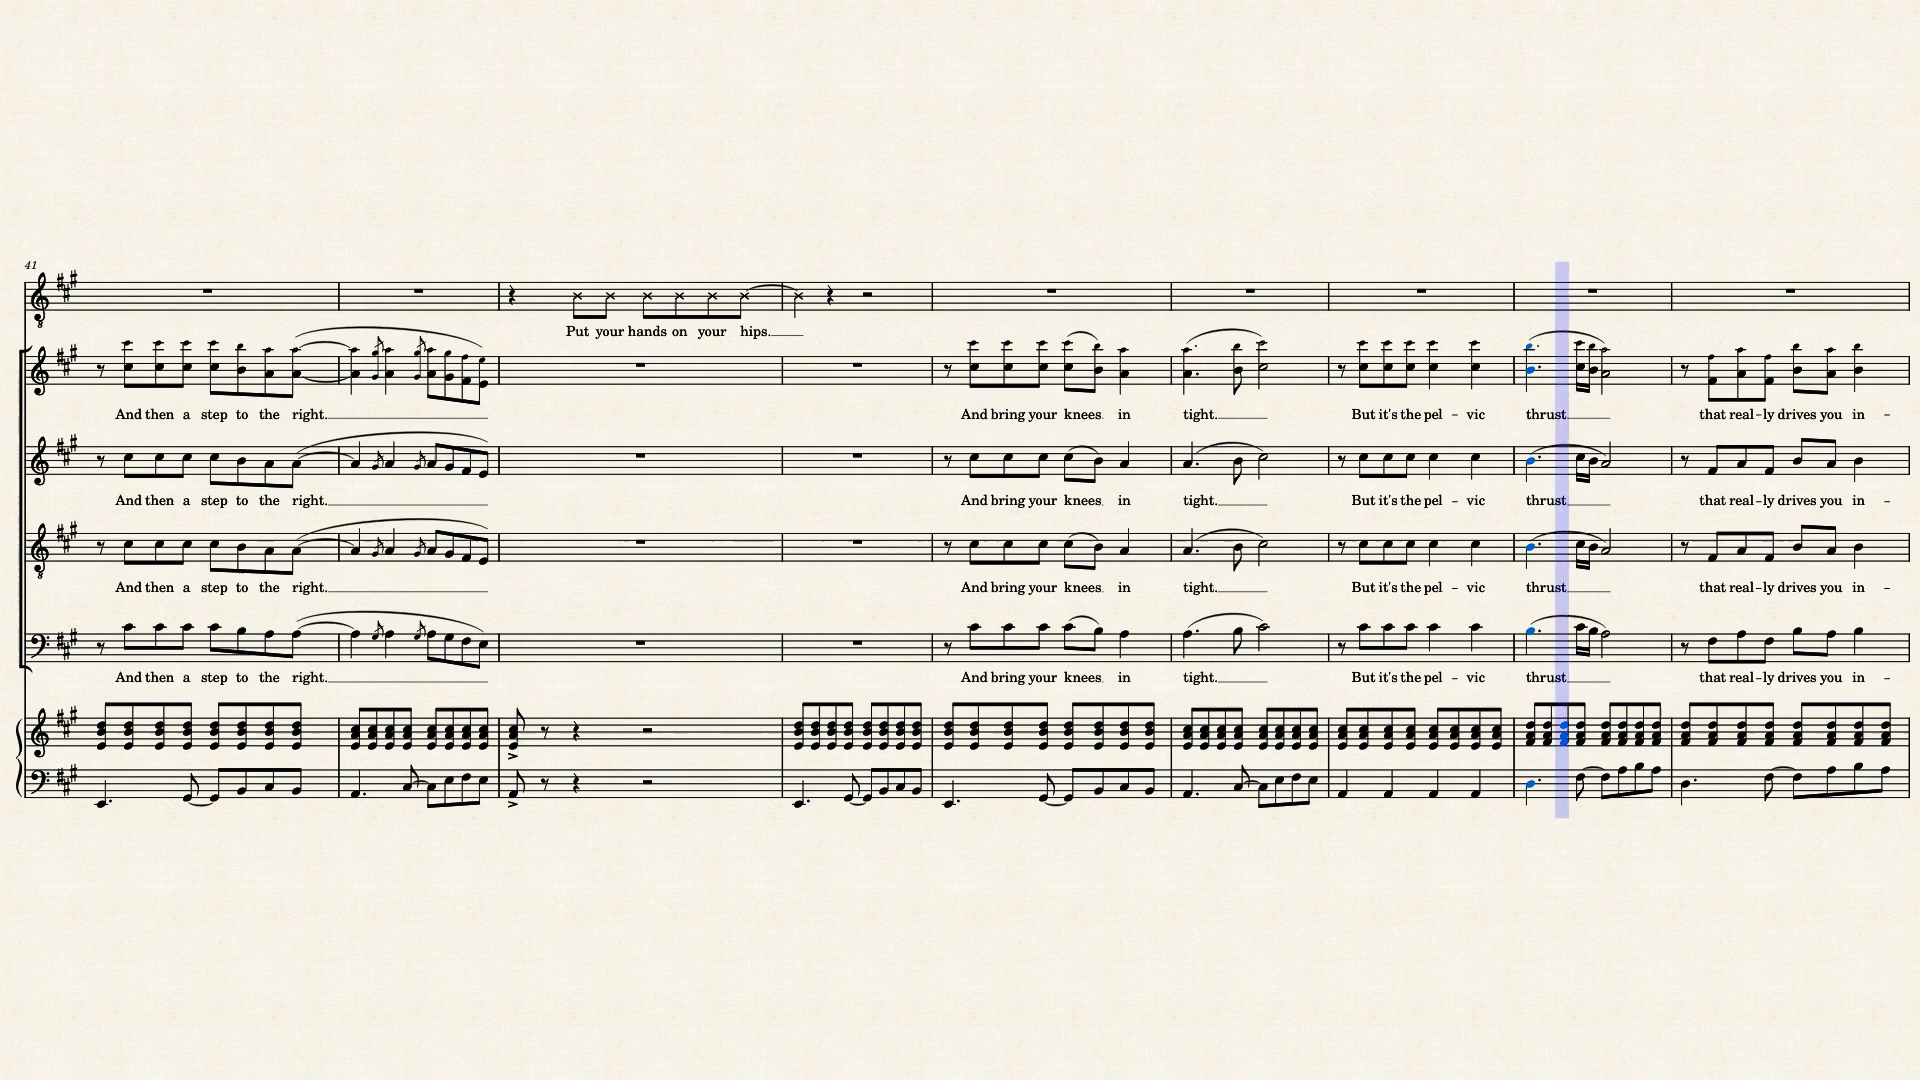 41
8
Put your hands on your hips.
And then a step to the right. And bring your knees in tight. But it's the pel - vic thrust that real - ly drives you in -
And then a step to the right. And bring your knees in tight. But it's the pel - vic thrust that real - ly drives you in -
8
And then a step to the right. And bring your knees in tight. But it's the pel - vic thrust that real - ly drives you in -
And then a step to the right. And bring your knees in tight. But it's the pel - vic thrust that real - ly drives you in -